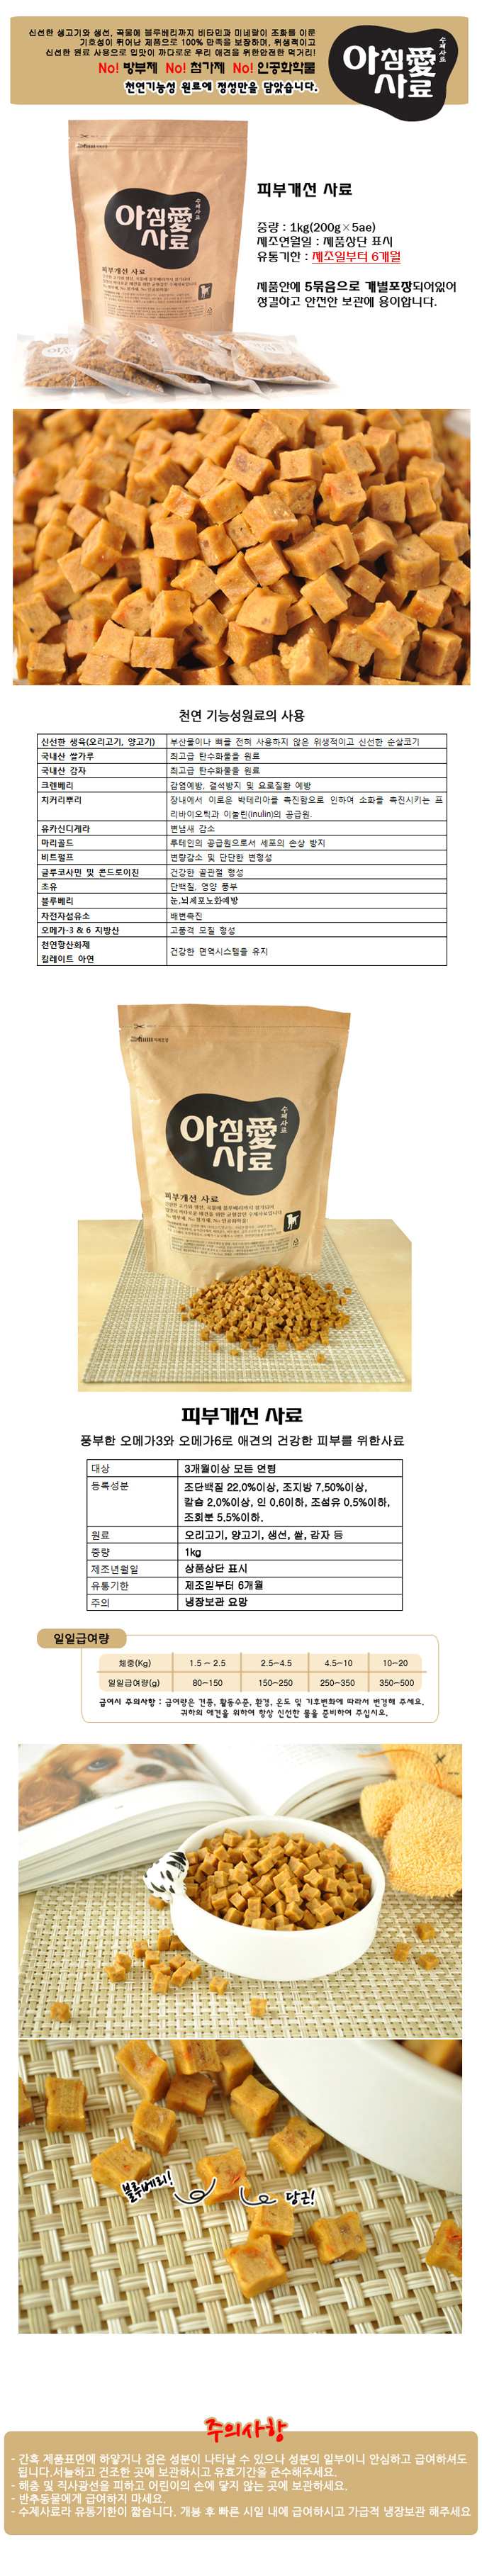 신선한 생고기와 생선, 곡물에 블루베리까지 비타민과 미네랄이 조화를 이룬
기호성이 뛰어난 제품으로 100% 만족을 보장하며, 위생적이고
신선한 원료 사용으로 입맛이 까다로운 우리 애견을 위한안전한 먹거리!
No! 방부제 No! 첨가제 No! 인공화학물
천연기능성 원료에 정성만을 담았습니다.
아침愛
사료
수제사료
아침愛
사료
수제사료
피부개선 사료
피부개선 사료
중량 : 1kg(200g×5ae)
제조연월일 : 제품상단 표시
유통기한 : 제조일부터 6개월
제품안에 5묶음으로 개별포장되어있어
청결하고 안전한 보관에 용이합니다.
천연 기능성원료의 사용
신선한 생육(오리고기, 양고기) 부산물이나 뼈를 전혀 사용하지 않은 위생적이고 신선한 순살코기
국내산 쌀가루 최고급 탄수화물을 원료
국내산 감자 최고급 탄수화물을 원료
크랜베리 감염예방, 결석방지 및 요로질환 예방
치커리뿌리 장내에서 이로운 박테리아를 촉진함으로 인하여 소화를 촉진시키는 프
리바이오틱과 이눌린(inulin)의 공급원.
유카신디게라 변냄새 감소
마리골드 루테인의 공급원으로서 세포의 손상 방지
비트펄프 변량감소 및 단단한 변형성
글루코사민 및 콘드로이친 건강한 골관절 형성
초유 단백질, 영양 풍부
블루베리 눈,뇌세포노화예방
차전자섬유소 배변촉진
오메가-3 & 6 지방산 고품격 모질 형성
천연항산화제
킬레이트 아연 건강한 면역시스템을 유지
아침愛
사료
수제사료
피부개선 사료
피부개선 사료
풍부한 오메가3와 오메가6로 애견의 건강한 피부를 위한사료
대상 3개월이상 모든 연령
등록성분 조단백질 22.0%이상, 조지방 7.50%이상,
칼슘 2.0%이상, 인 0.6이하, 조섬유 0.5%이하,
조회분 5.5%이하.
원료 오리고기, 양고기, 생선, 쌀, 감자 등
중량 1kg
제조년월일 상품상단 표시
유통기한 제조일부터 6개월
주의 냉장보관 요망
일일급여량
체중(Kg) 1.5 ~ 2.5 2.5~4.5 4.5~10 10~20
일일급여량(g) 80~150 150~250 250~350 350~500
급여시 주의사항 : 급여량은 견종, 활동수준, 환경, 온도 및 기후변화에 따라서 변경해 주세요.
귀하의 애견을 위하여 항상 신선한 물을 준비하여 주십시오.
블루베리!
당근!
주의사항
- 간혹 제품표면에 하얗거나 검은 성분이 나타날 수 있으나 성분의 일부이니 안심하고 급여하셔도
됩니다.서늘하고 건조한 곳에 보관하시고 유효기간을 준수해주세요.
- 해충 및 직사광선을 피하고 어린이의 손에 닿지 않는 곳에 보관하세요.
- 반추동물에게 급여하지 마세요.
- 수제사료라 유통기한이 짧습니다. 개봉 후 빠른 시일 내에 급여하시고 가급적 냉장보관 해주세요